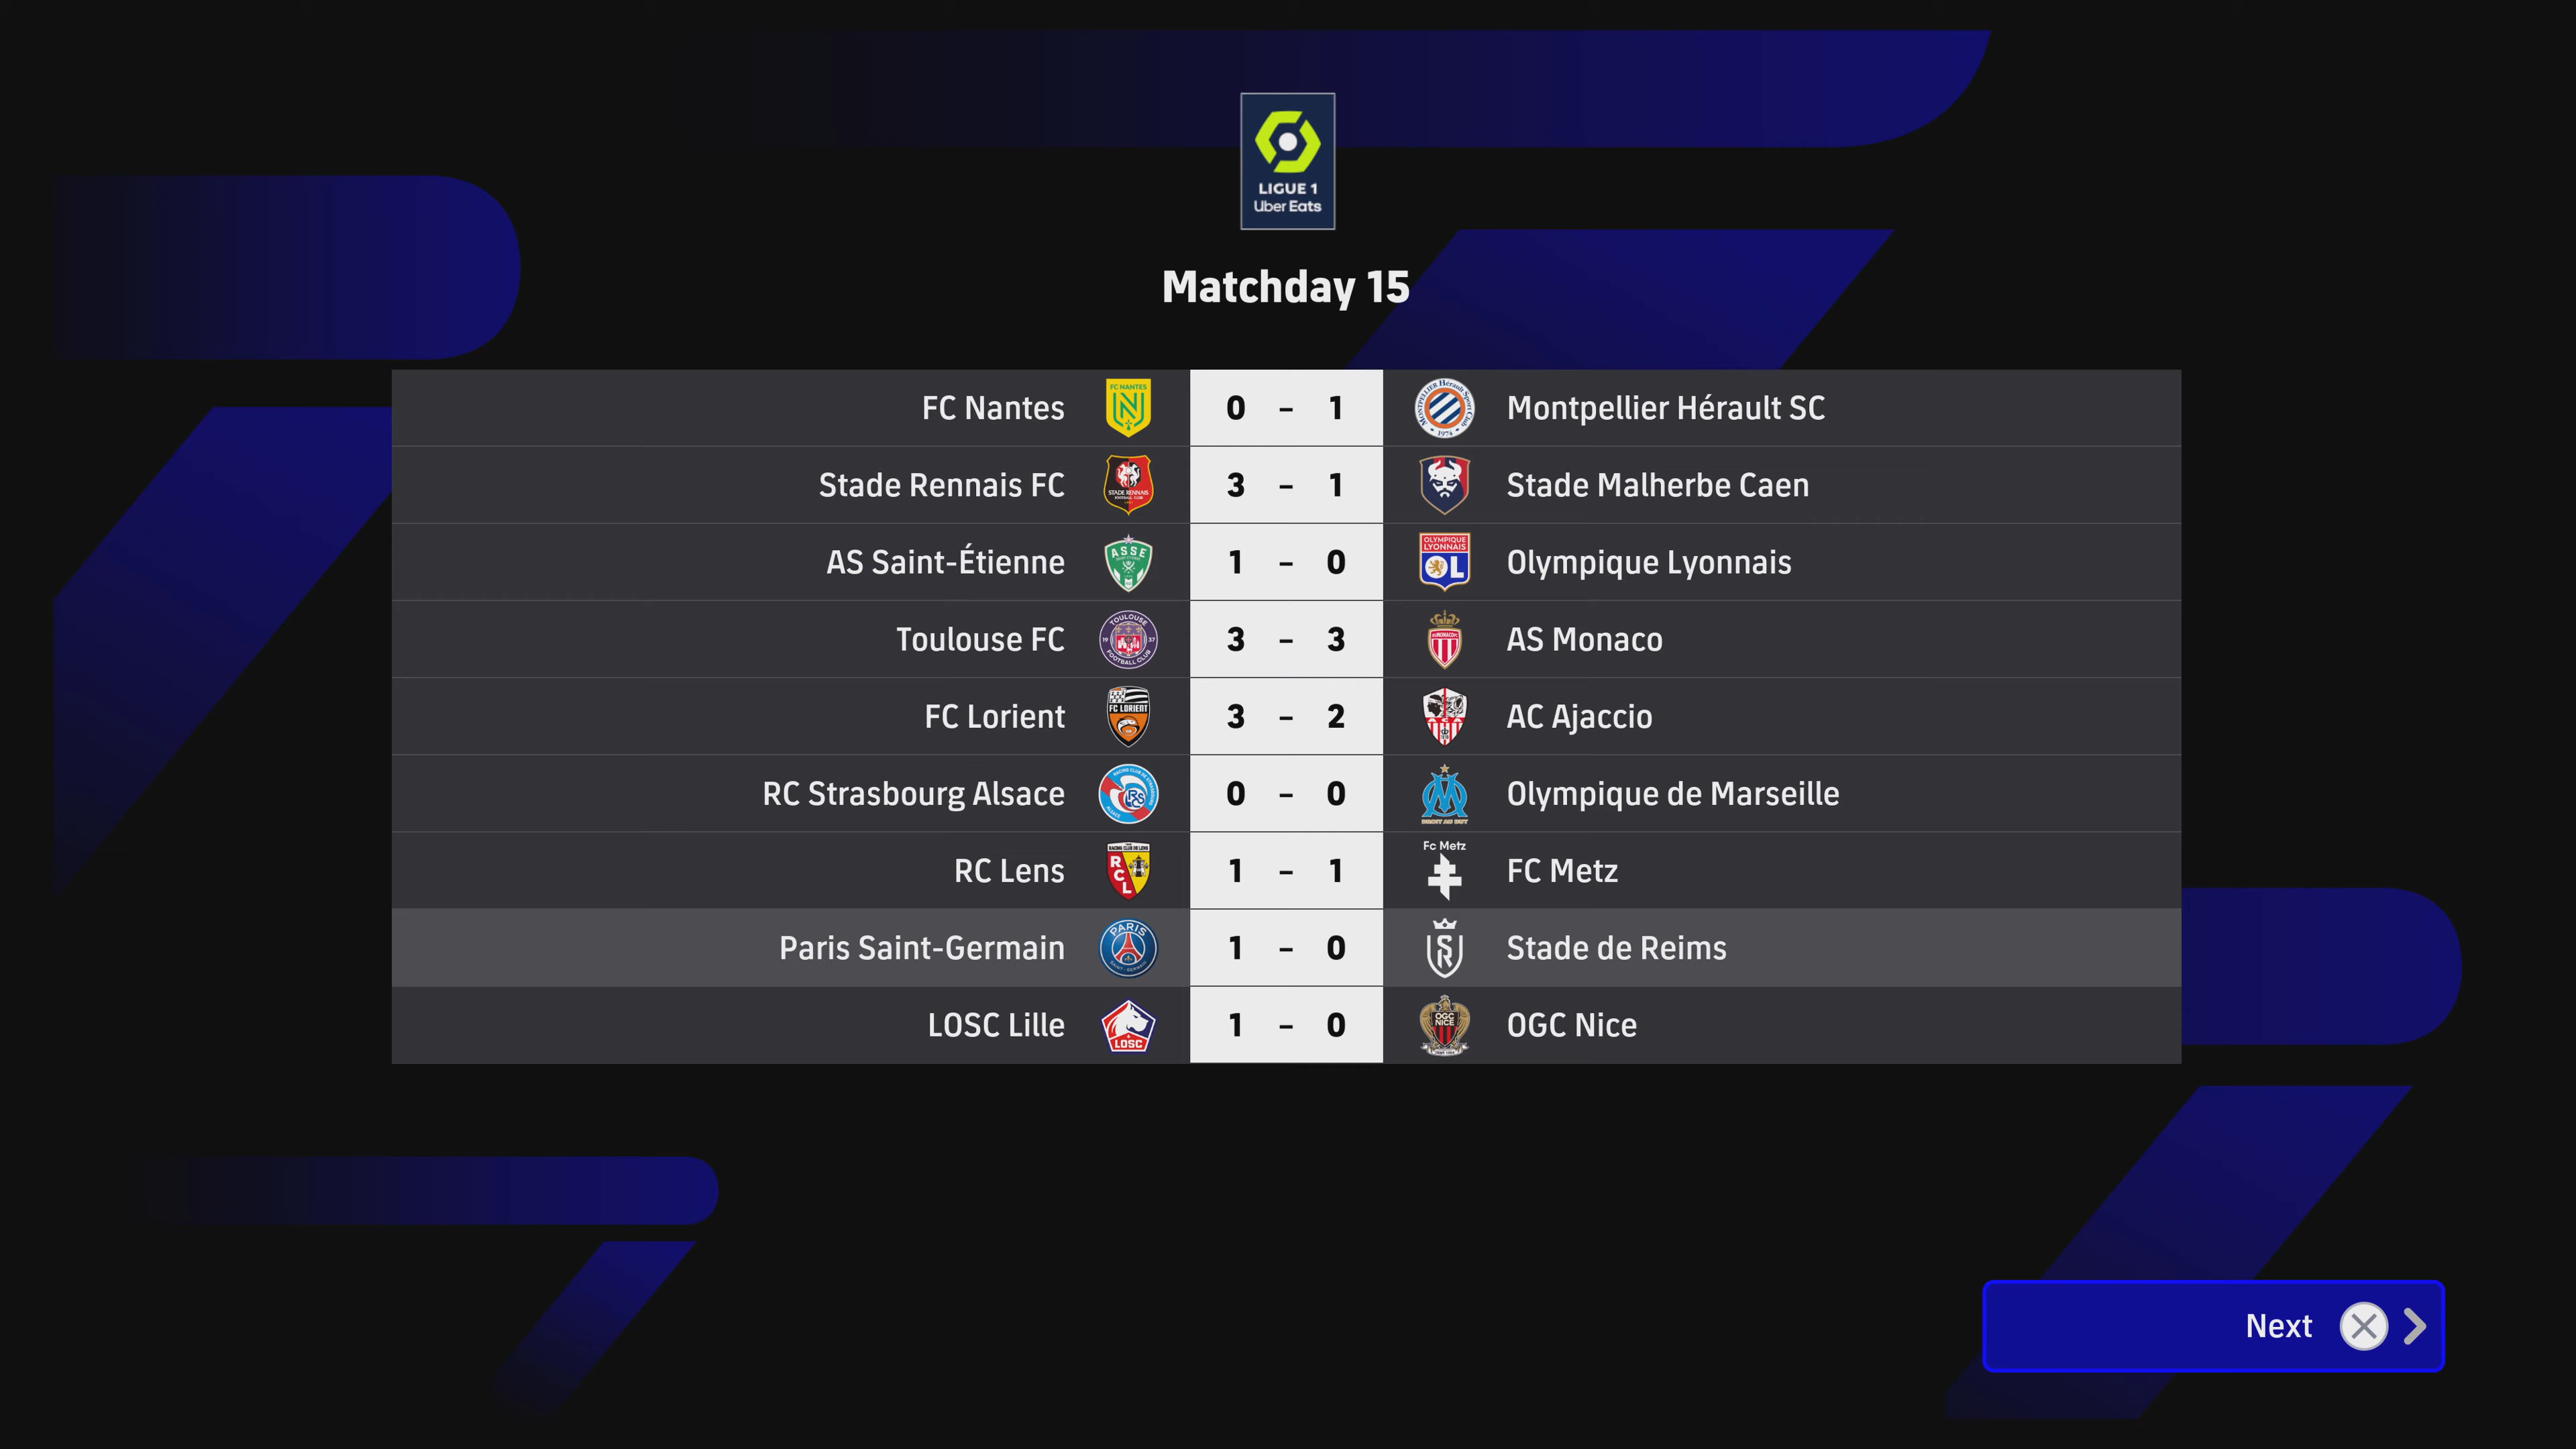 LIGUE 1
Uber Eats
Matchday 15
FC Nantes 0 - 1 Montpellier Hérault SC
Stade Rennais FC 3 - 1 Stade Malherbe Caen
AS Saint-Étienne 1 - 0 Olympique Lyonnais
Toulouse FC 3 - 3 AS Monaco
FC Lorient 3 - 2 AC Ajaccio
RC Strasbourg Alsace 0 - 0 Olympique de Marseille
RC Lens 1 - 1 Fc Metz FC Metz
Paris Saint-Germain 1 - 0 Stade de Reims
LOSC Lille 1 - 0 OGC Nice
Next